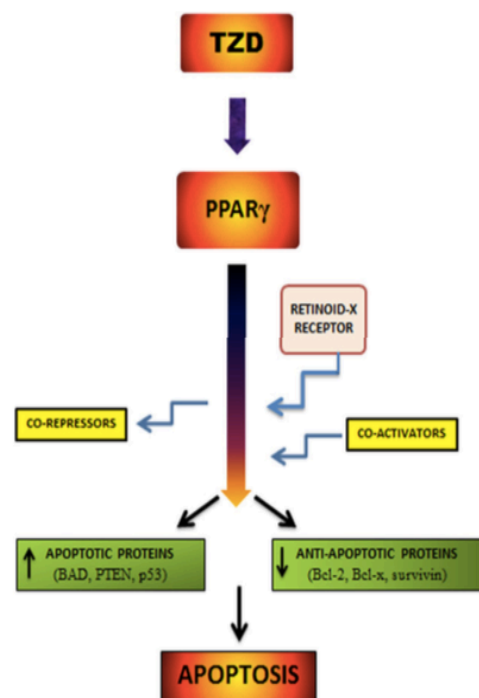 TZD
PPARγ
RETINOID-X
RECEPTOR
CO-REPRESSORS
CO-ACTIVATORS
APOPTOTIC PROTEINS
(BAD, PTEN, p53)
ANTI-APOPTOTIC PROTEINS
(Bcl-2, Bcl-x, survivin)
APOPTOSIS